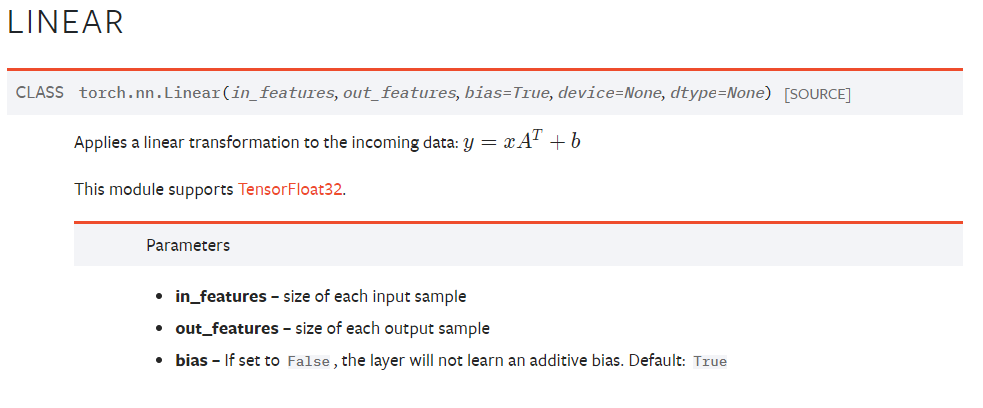 LINEAR
CLASS torch.nn.Linear(in_features, out_features, bias=True, device=None, dtype=None) [SOURCE]
Applies a linear transformation to the incoming data: y = xA^T + b
This module supports TensorFloat32.
Parameters
• in_features – size of each input sample
• out_features – size of each output sample
• bias – If set to False, the layer will not learn an additive bias. Default: True